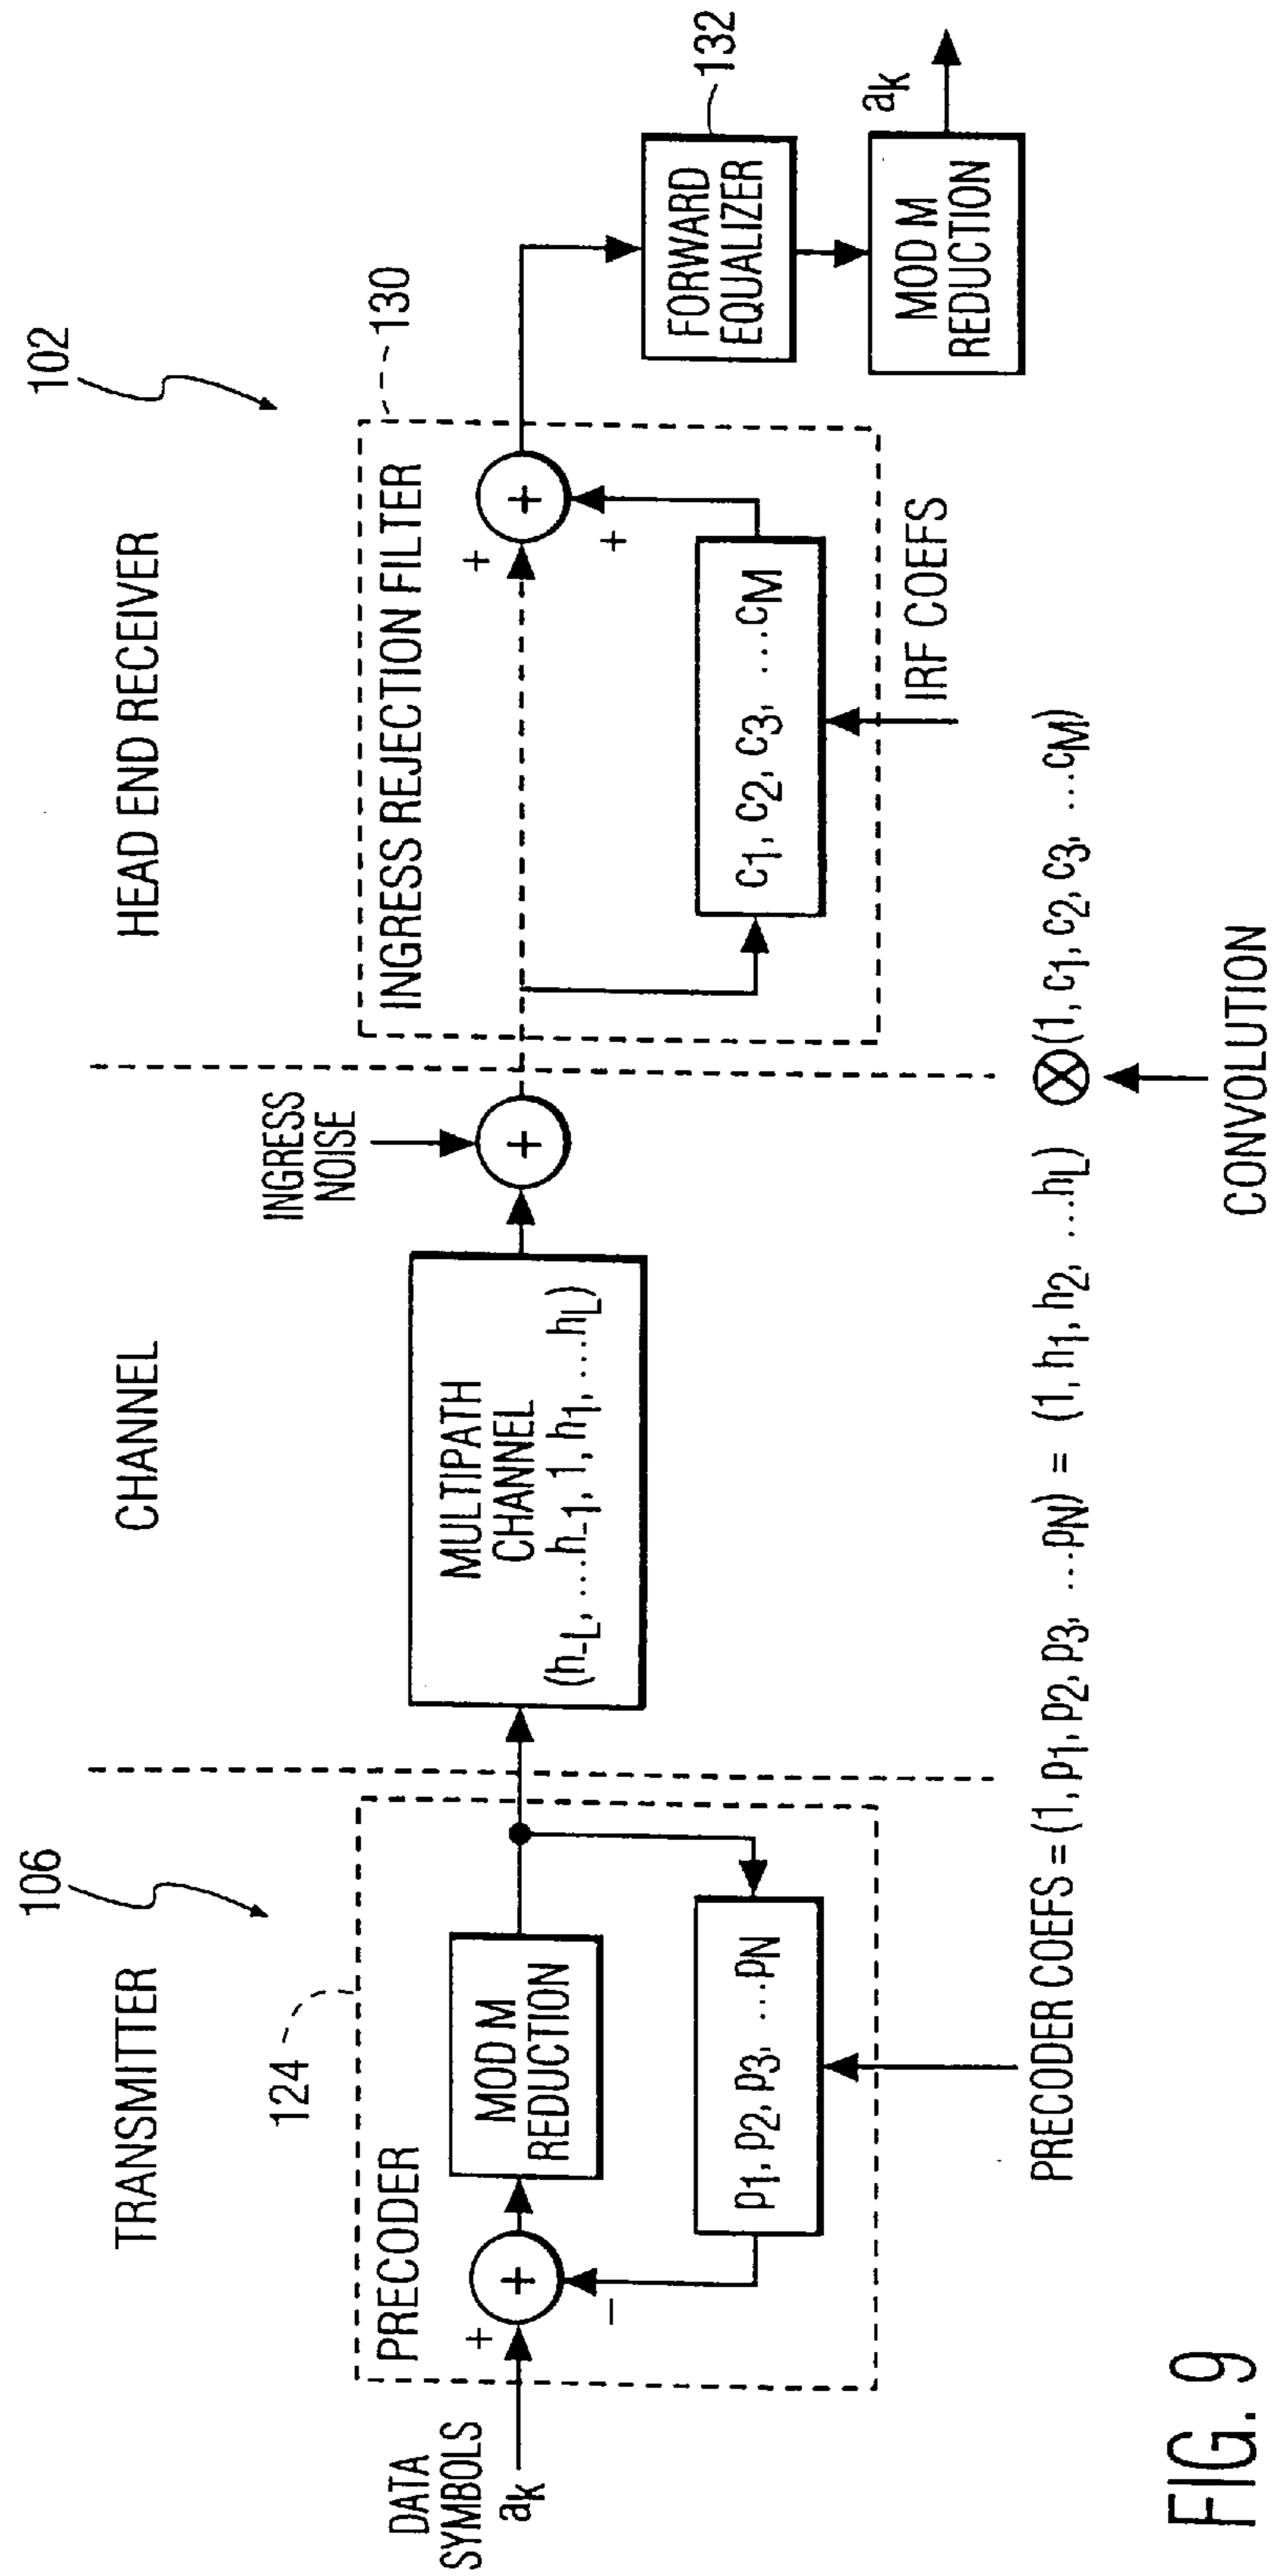 106
102
TRANSMITTER
CHANNEL
HEAD END RECEIVER
124
PRECODER
DATA
SYMBOLS
aₖ
+
+
−
MOD M
REDUCTION
p₁, p₂, p₃, ...pN
MULTIPATH
CHANNEL
(h₋L, ...h₋₁, 1, h₁, ...hL)
INGRESS
NOISE
+
130
INGRESS REJECTION FILTER
+
+
+
c₁, c₂, c₃, ...cM
IRF COEFS
FORWARD
EQUALIZER
132
MOD M
REDUCTION
aₖ
PRECODER COEFS = (1, p₁, p₂, p₃, ...pN) = (1, h₁, h₂, ...hL) ⊗ (1, c₁, c₂, c₃, ...cM)
CONVOLUTION
FIG. 9